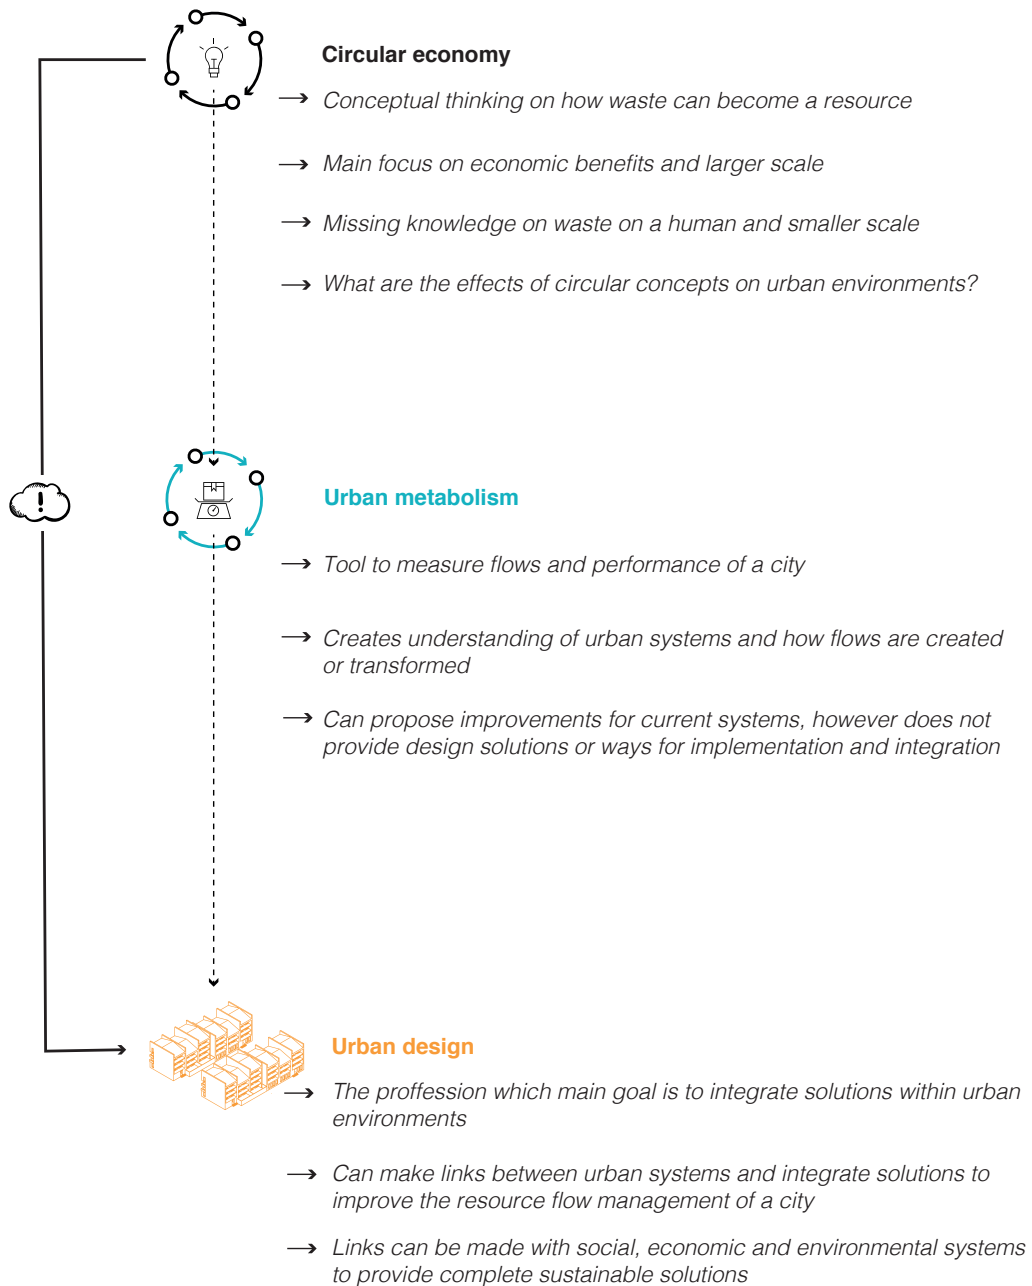 Circular economy
→ Conceptual thinking on how waste can become a resource
→ Main focus on economic benefits and larger scale
→ Missing knowledge on waste on a human and smaller scale
→ What are the effects of circular concepts on urban environments?
!
Urban metabolism
→ Tool to measure flows and performance of a city
→ Creates understanding of urban systems and how flows are created
or transformed
→ Can propose improvements for current systems, however does not
provide design solutions or ways for implementation and integration
Urban design
→ The proffession which main goal is to integrate solutions within urban
environments
→ Can make links between urban systems and integrate solutions to
improve the resource flow management of a city
→ Links can be made with social, economic and environmental systems
to provide complete sustainable solutions